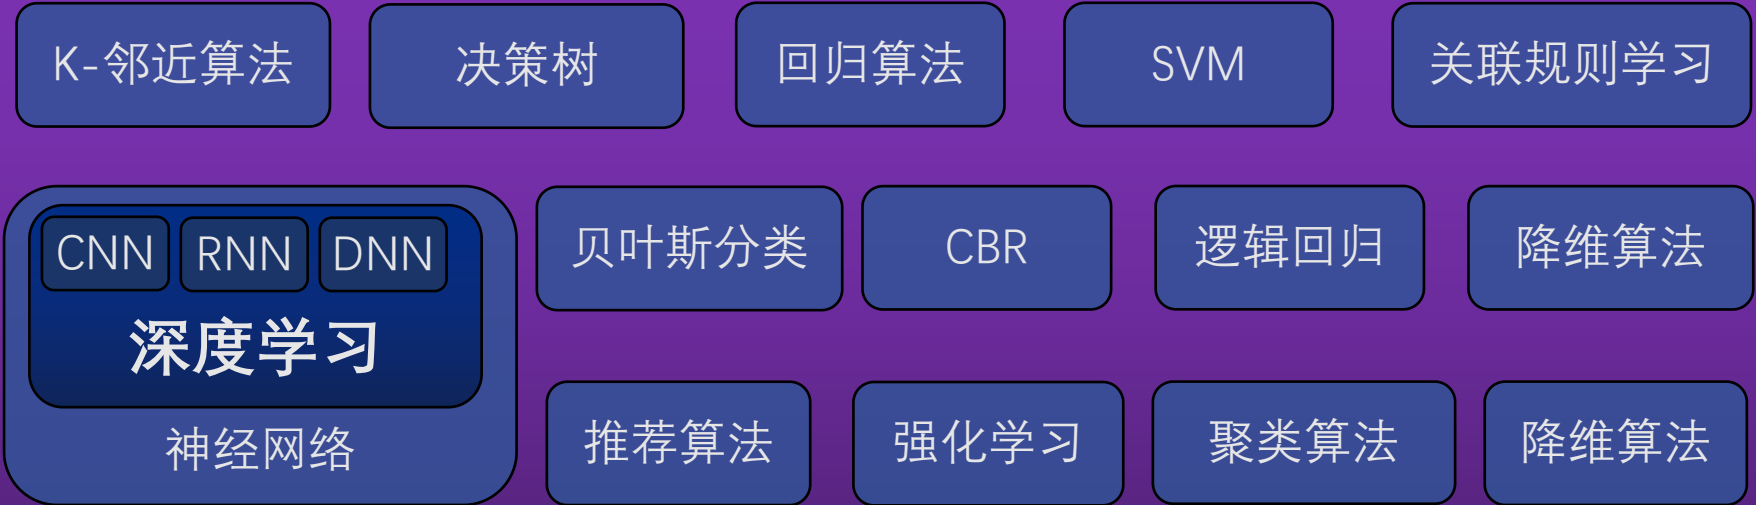 K-邻近算法
决策树
回归算法
SVM
关联规则学习
CNN
RNN
DNN
深度学习
神经网络
贝叶斯分类
CBR
逻辑回归
降维算法
推荐算法
强化学习
聚类算法
降维算法